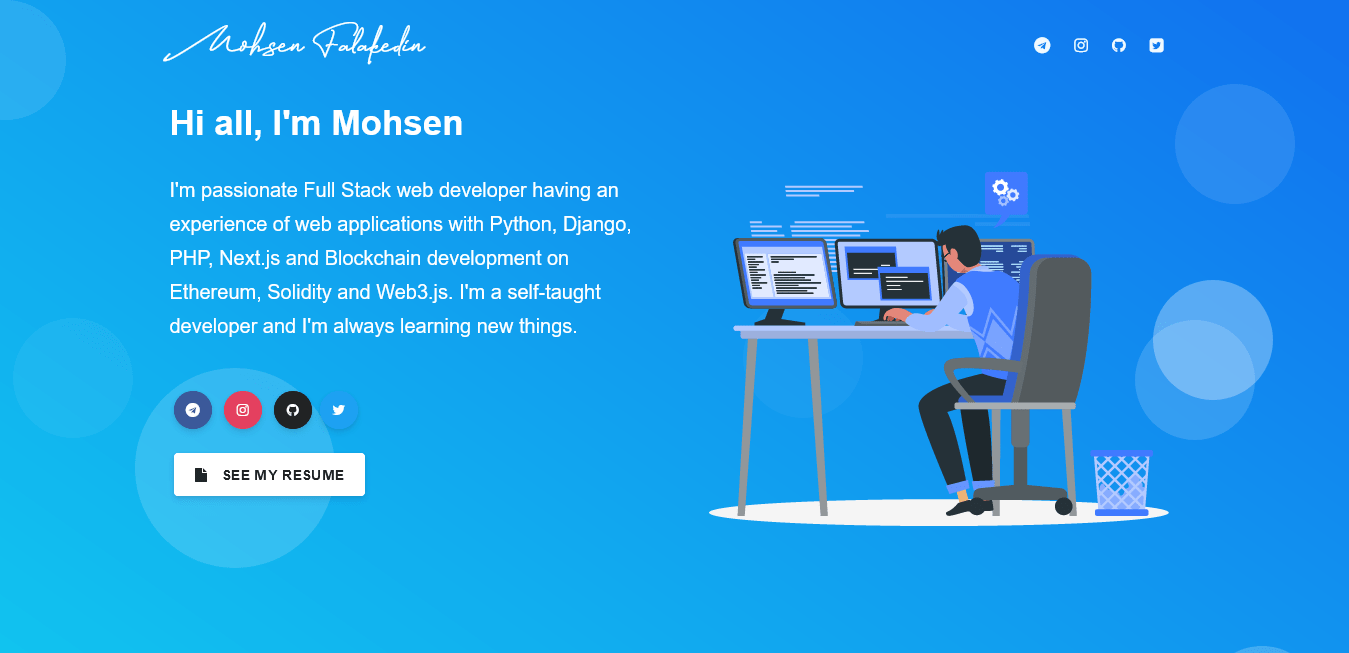 Mohsen Falakedin
Hi all, I'm Mohsen
I'm passionate Full Stack web developer having an
experience of web applications with Python, Django,
PHP, Next.js and Blockchain development on
Ethereum, Solidity and Web3.js. I'm a self-taught
developer and I'm always learning new things.
SEE MY RESUME